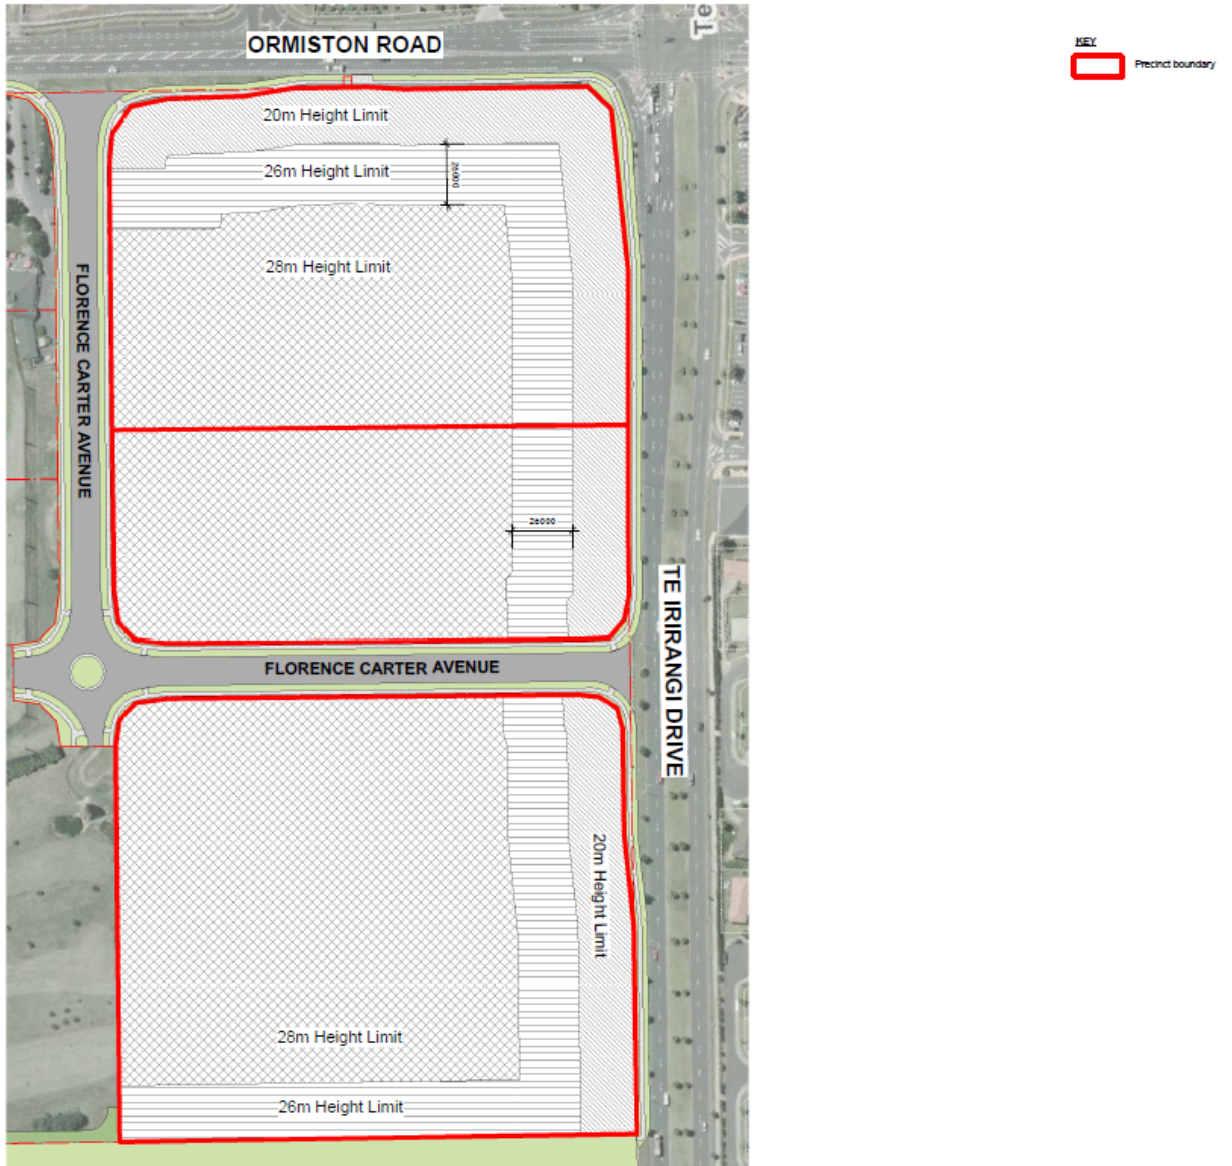 Te
ORMISTON ROAD
KEY
Precinct boundary
20m Height Limit
26m Height Limit
26000
28m Height Limit
FLORENCE CARTER AVENUE
26000
TE IRIRANGI DRIVE
FLORENCE CARTER AVENUE
20m Height Limit
28m Height Limit
26m Height Limit